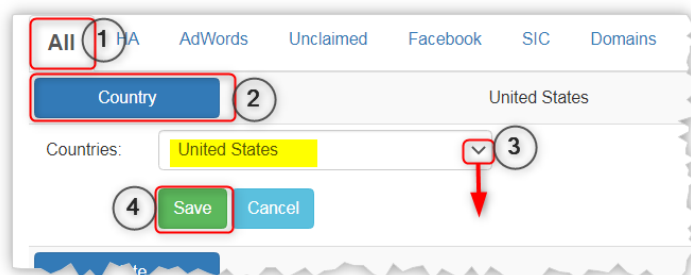 All 1 HA AdWords Unclaimed Facebook SIC Domains
Country 2 United States
Countries: United States 3
4 Save Cancel